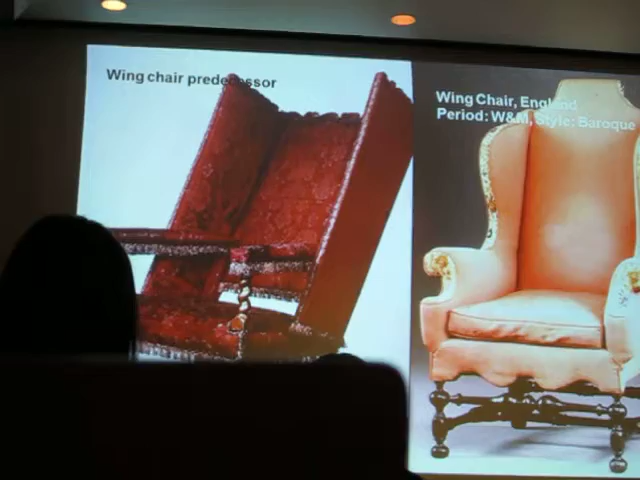 Wing chair predecessor
Wing Chair, England
Period: W&M, Style: Baroque